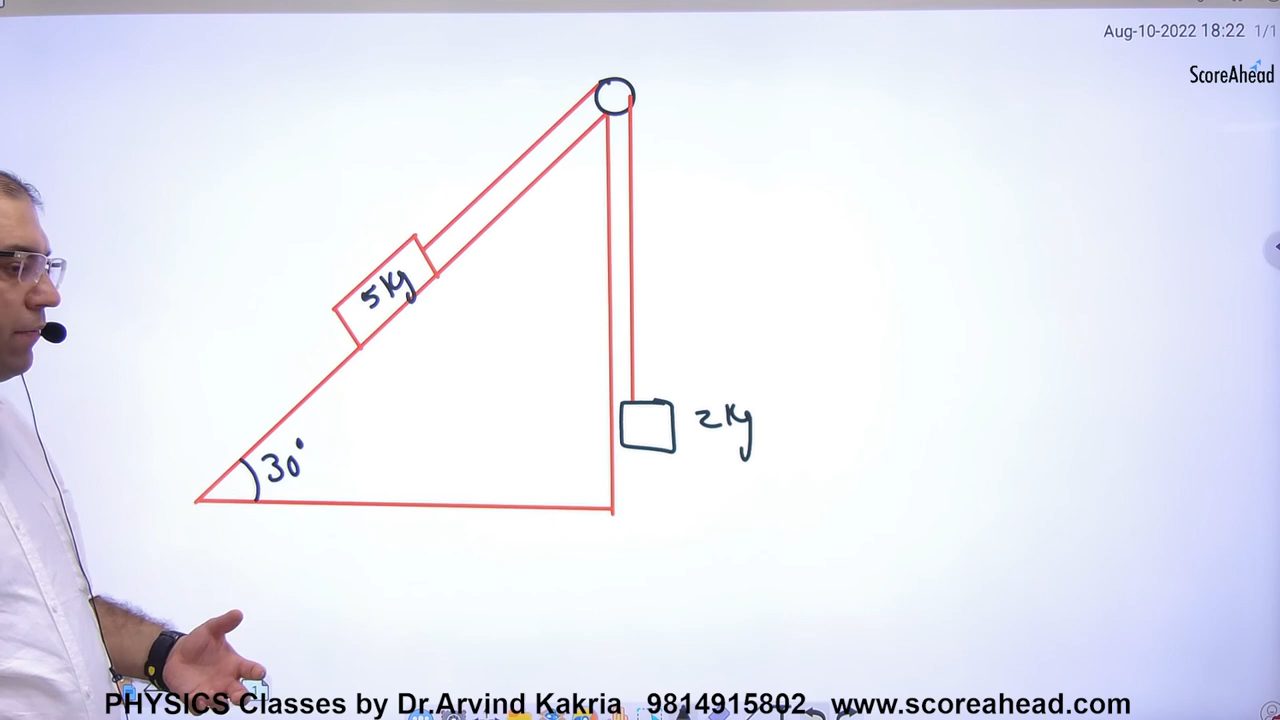 Aug-10-2022 18:22 1/1
ScoreAhead
5 Kg
2 Kg
30°
PHYSICS Classes by Dr.Arvind Kakria 9814915802 www.scoreahead.com